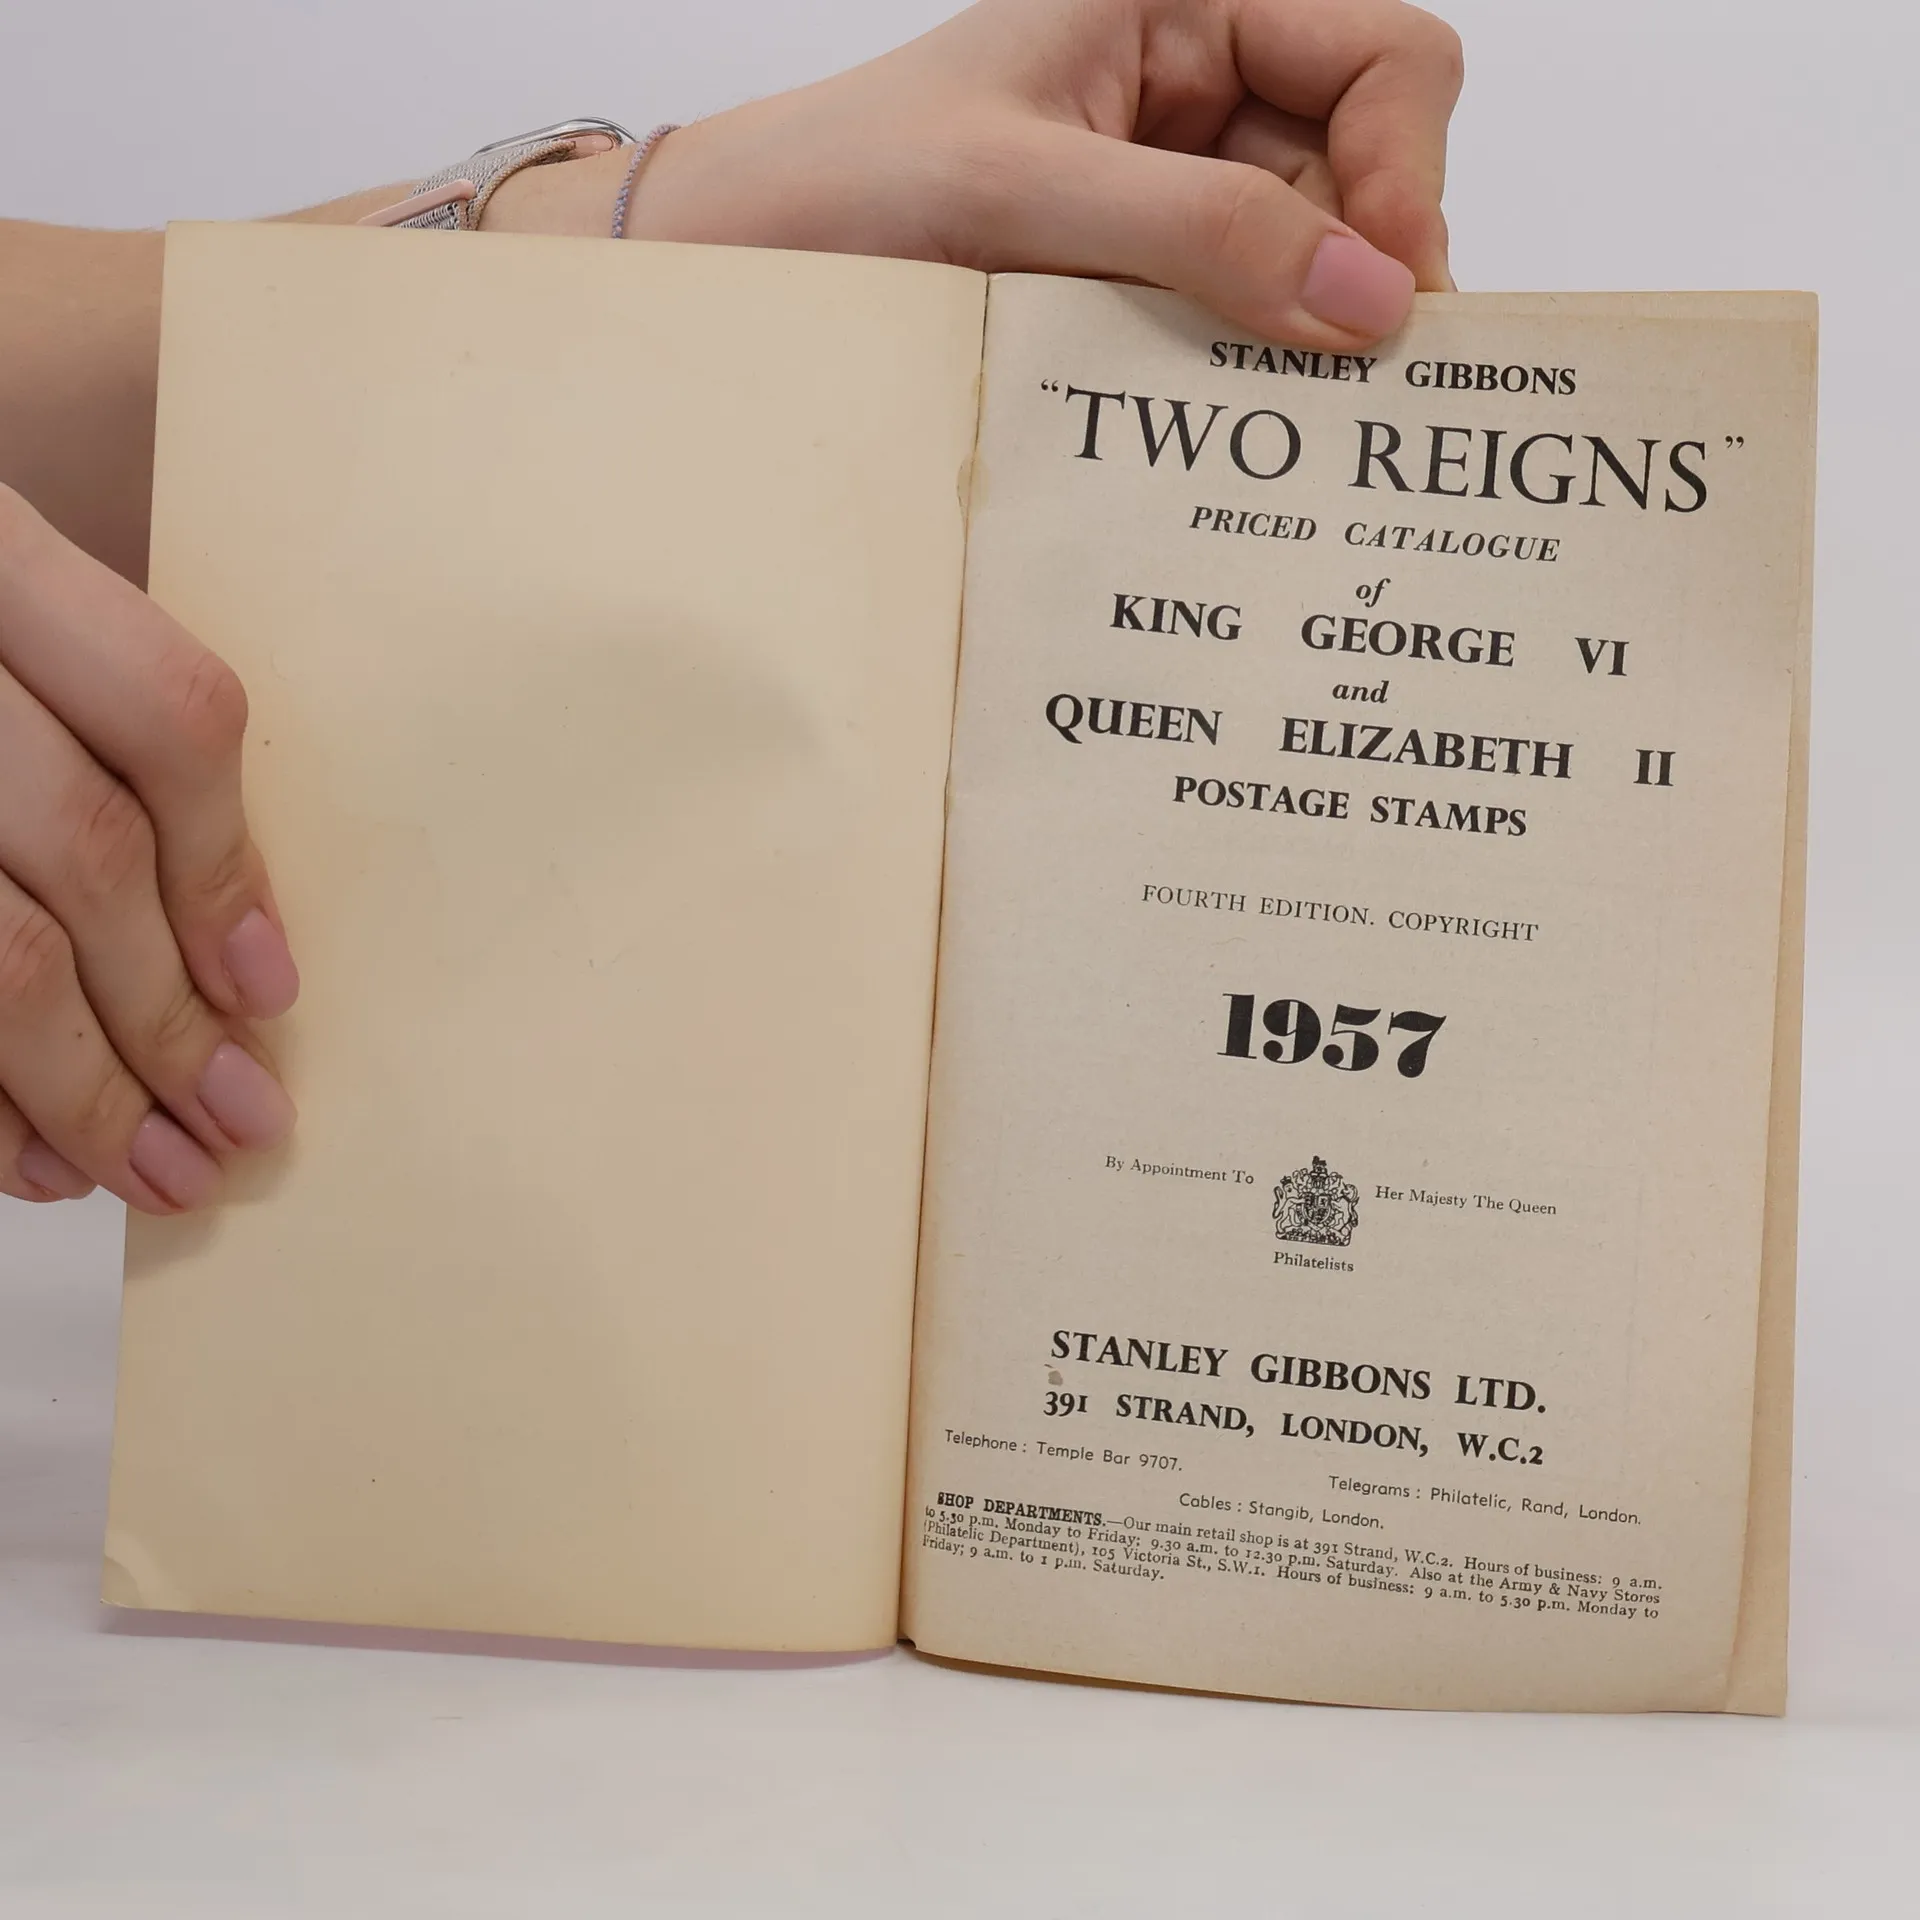 STANLEY GIBBONS
“TWO REIGNS”
PRICED CATALOGUE
of
KING GEORGE VI
and
QUEEN ELIZABETH II
POSTAGE STAMPS
FOURTH EDITION. COPYRIGHT
1957
By Appointment To Her Majesty The Queen
Philatelists
STANLEY GIBBONS LTD.
391 STRAND, LONDON, W.C.2
Telephone : Temple Bar 9707. Telegrams : Philatelic, Rand, London.
Cables : Stangib, London.
SHOP DEPARTMENTS.—Our main retail shop is at 391 Strand, W.C.2. Hours of business: 9 a.m.
to 5.30 p.m. Monday to Friday; 9.30 a.m. to 12.30 p.m. Saturday. Also at the Army & Navy Stores
(Philatelic Department), 105 Victoria St., S.W.1. Hours of business: 9 a.m. to 5.30 p.m. Monday to
Friday; 9 a.m. to 1 p.m. Saturday.